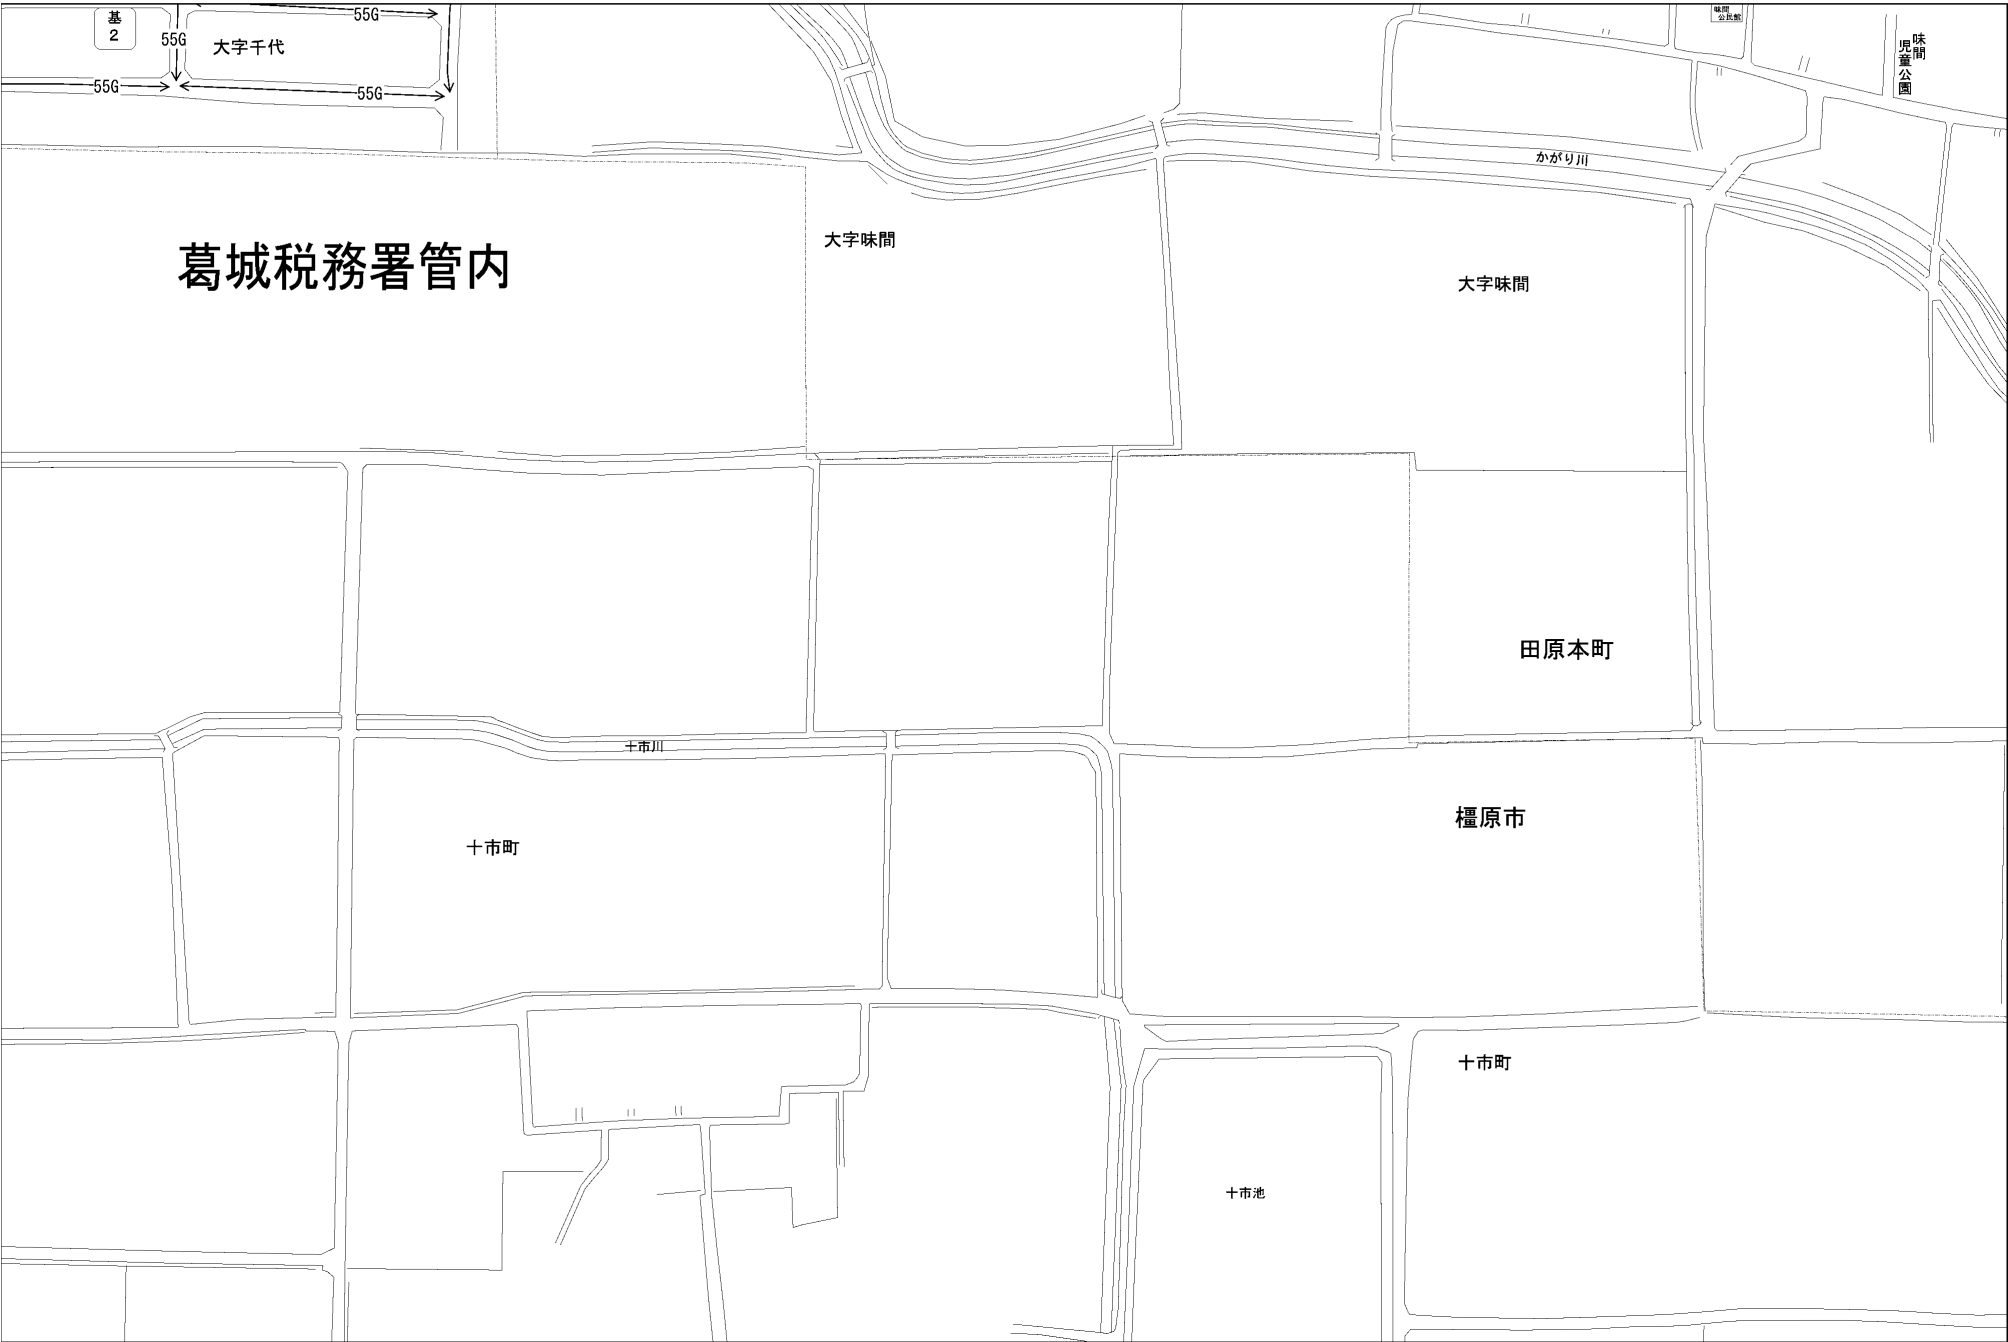 基
2
55G
55G
大字千代
55G
55G
味間
公民館
味間
児童公園
かがり川
大字味間
葛城税務署管内
大字味間
田原本町
十市川
橿原市
十市町
十市町
十市池